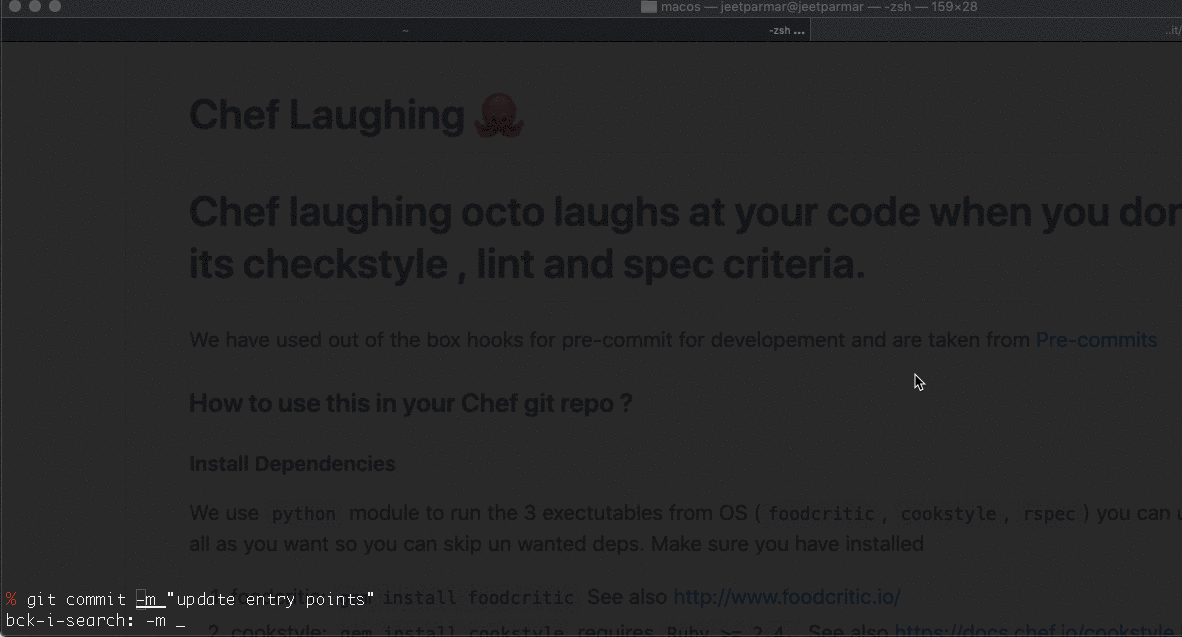 macos — jeetparmar@jeetparmar — -zsh — 159×28
~ -zsh ... ..it/
Chef Laughing
Chef laughing octo laughs at your code when you don
its checkstyle , lint and spec criteria.
We have used out of the box hooks for pre-commit for developement and are taken from Pre-commits
How to use this in your Chef git repo ?
Install Dependencies
We use python module to run the 3 exectutables from OS ( foodcritic , cookstyle , rspec ) you can u
all as you want so you can skip un wanted deps. Make sure you have installed
install foodcritic See also http://www.foodcritic.io/
% git commit -m "update entry points"
bck-i-search: -m _
2. cookstyle: gem install cookstyle requires Ruby >= 2.4 See also https://docs.chef.io/cookstyle